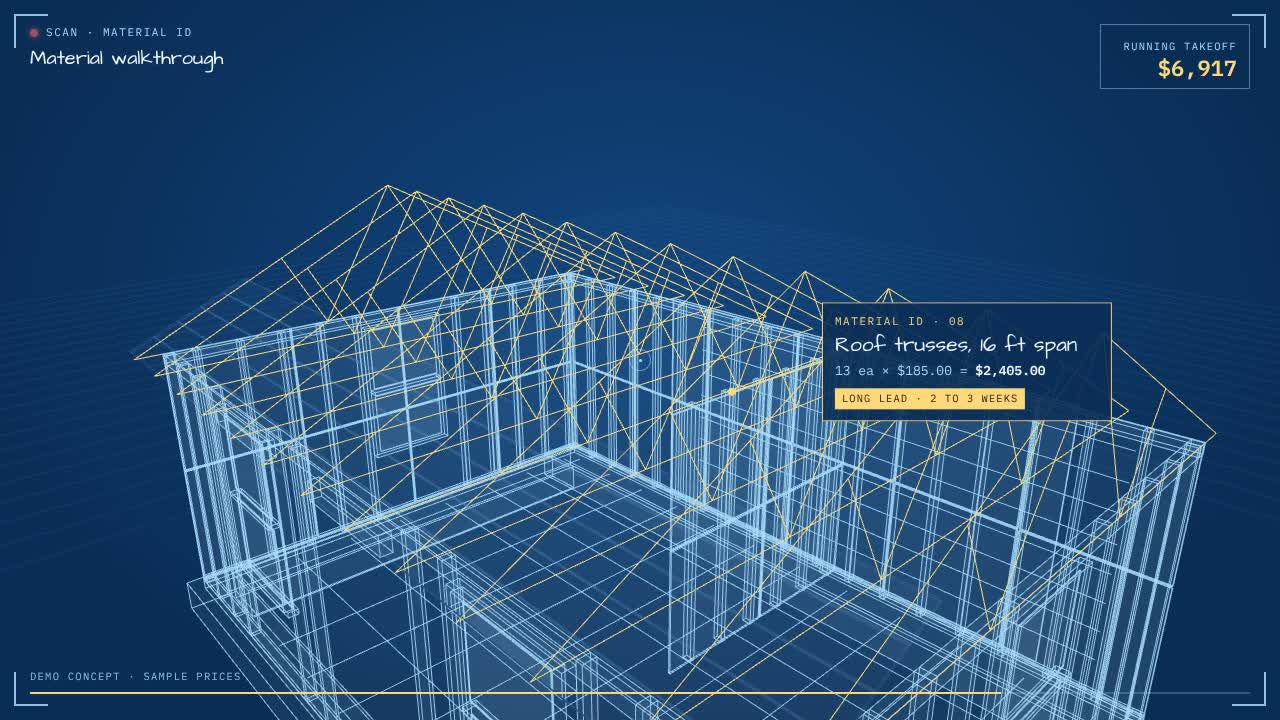 SCAN · MATERIAL ID
Material walkthrough
RUNNING TAKEOFF
$6,917
MATERIAL ID · 08
Roof trusses, 16 ft span
13 ea × $185.00 = $2,405.00
LONG LEAD · 2 TO 3 WEEKS
DEMO CONCEPT · SAMPLE PRICES